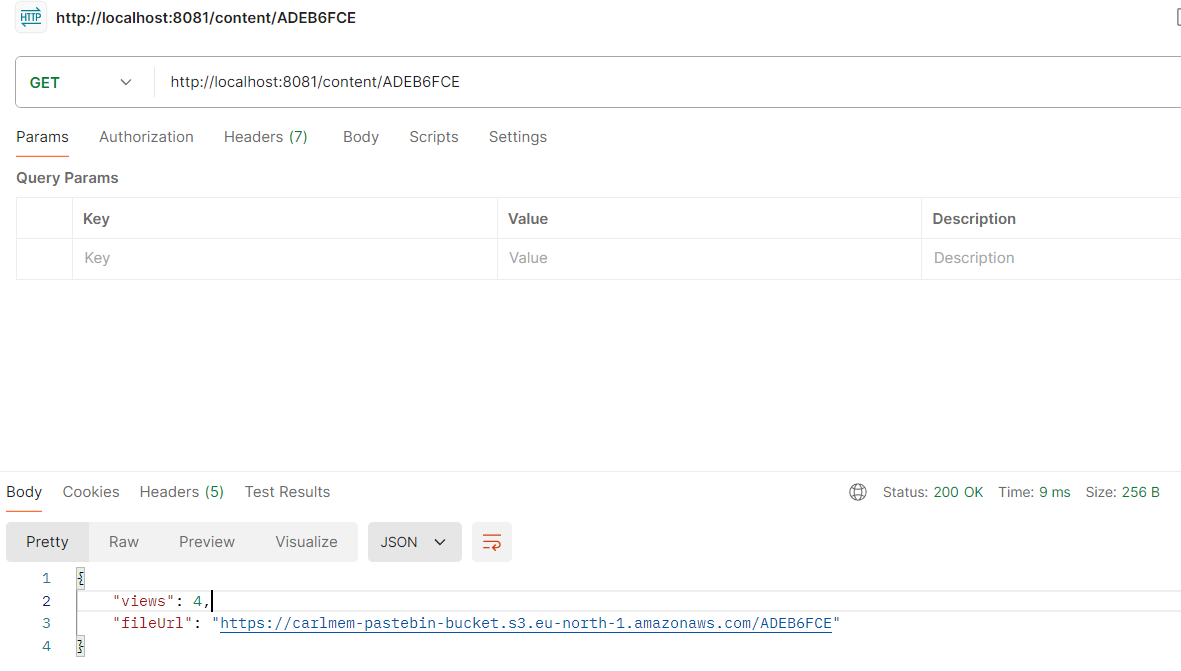 HTTP http://localhost:8081/content/ADEB6FCE
GET http://localhost:8081/content/ADEB6FCE
Params Authorization Headers (7) Body Scripts Settings
Query Params
Key Value Description
Key Value Description
Body Cookies Headers (5) Test Results Status: 200 OK Time: 9 ms Size: 256 B
Pretty Raw Preview Visualize JSON
1 {
2 "views": 4,
3 "fileUrl": "https://carlmem-pastebin-bucket.s3.eu-north-1.amazonaws.com/ADEB6FCE"
4 }